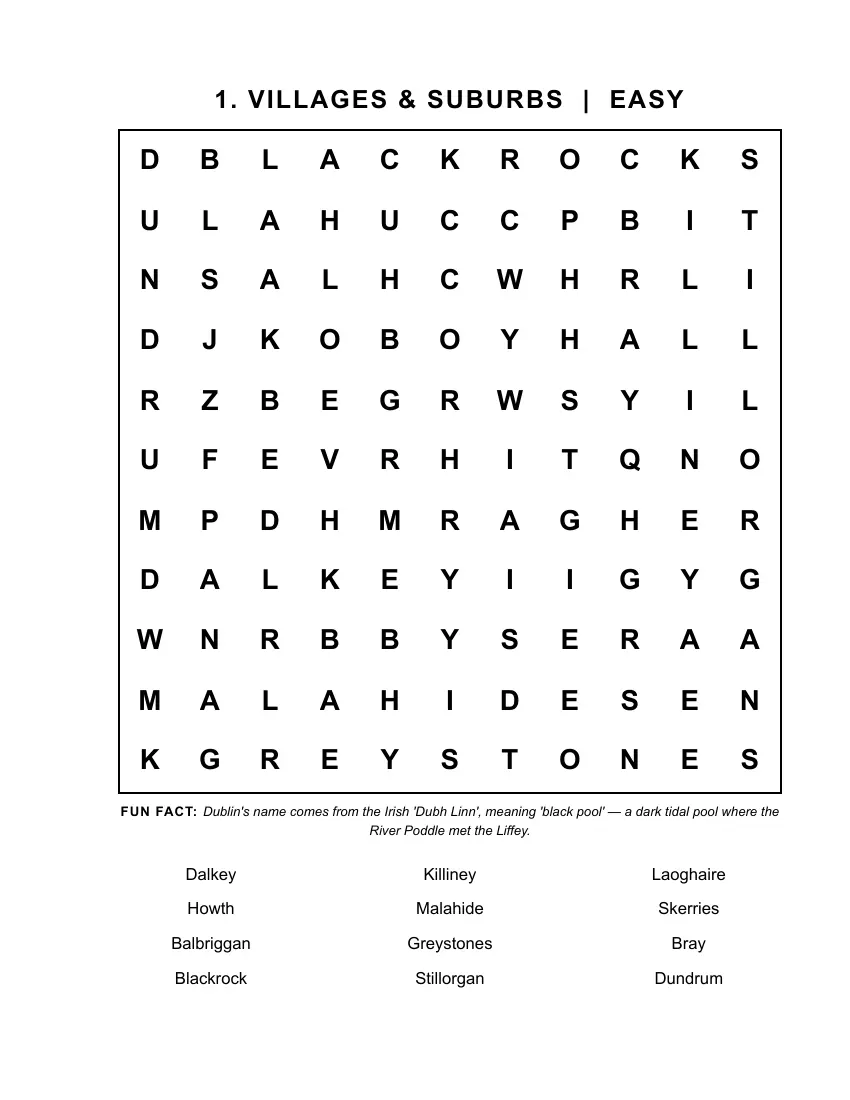 1. VILLAGES & SUBURBS | EASY
D B L A C K R O C K S
U L A H U C C P B I T
N S A L H C W H R L I
D J K O B O Y H A L L
R Z B E G R W S Y I L
U F E V R H I T Q N O
M P D H M R A G H E R
D A L K E Y I I G Y G
W N R B B Y S E R A A
M A L A H I D E S E N
K G R E Y S T O N E S
FUN FACT: Dublin's name comes from the Irish 'Dubh Linn', meaning 'black pool' — a dark tidal pool where the
River Poddle met the Liffey.
Dalkey Killiney Laoghaire
Howth Malahide Skerries
Balbriggan Greystones Bray
Blackrock Stillorgan Dundrum